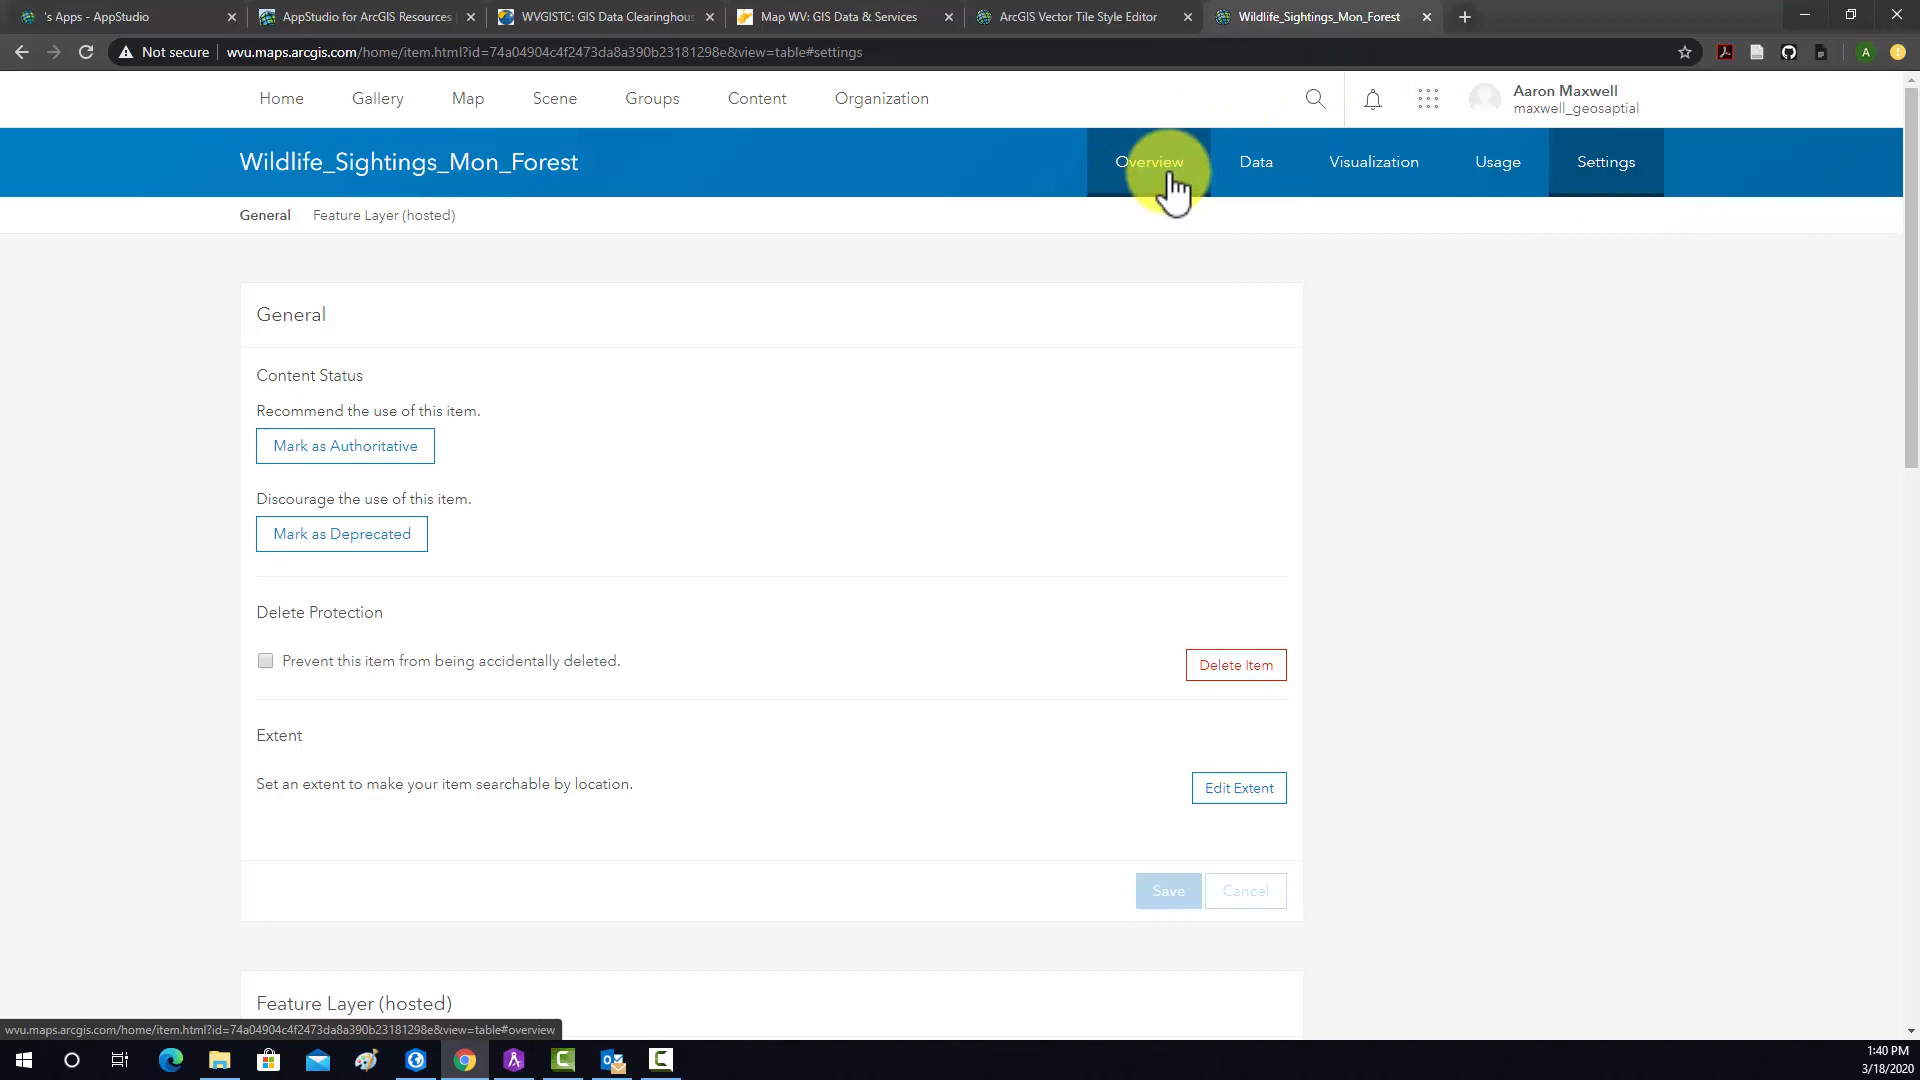 's Apps - AppStudio
AppStudio for ArcGIS Resources
WVGISTC: GIS Data Clearinghous
Map WV: GIS Data & Services
ArcGIS Vector Tile Style Editor
Wildlife_Sightings_Mon_Forest
Not secure
wvu.maps.arcgis.com/home/item.html?id=74a04904c4f2473da8a390b23181298e&view=table#settings
A
Home
Gallery
Map
Scene
Groups
Content
Organization
Aaron Maxwell
maxwell_geosaptial
Wildlife_Sightings_Mon_Forest
Overview
Data
Visualization
Usage
Settings
General
Feature Layer (hosted)
General
Content Status
Recommend the use of this item.
Mark as Authoritative
Discourage the use of this item.
Mark as Deprecated
Delete Protection
Prevent this item from being accidentally deleted.
Delete Item
Extent
Set an extent to make your item searchable by location.
Edit Extent
Save
Cancel
Feature Layer (hosted)
wvu.maps.arcgis.com/home/item.html?id=74a04904c4f2473da8a390b23181298e&view=table#overview
1:40 PM
3/18/2020